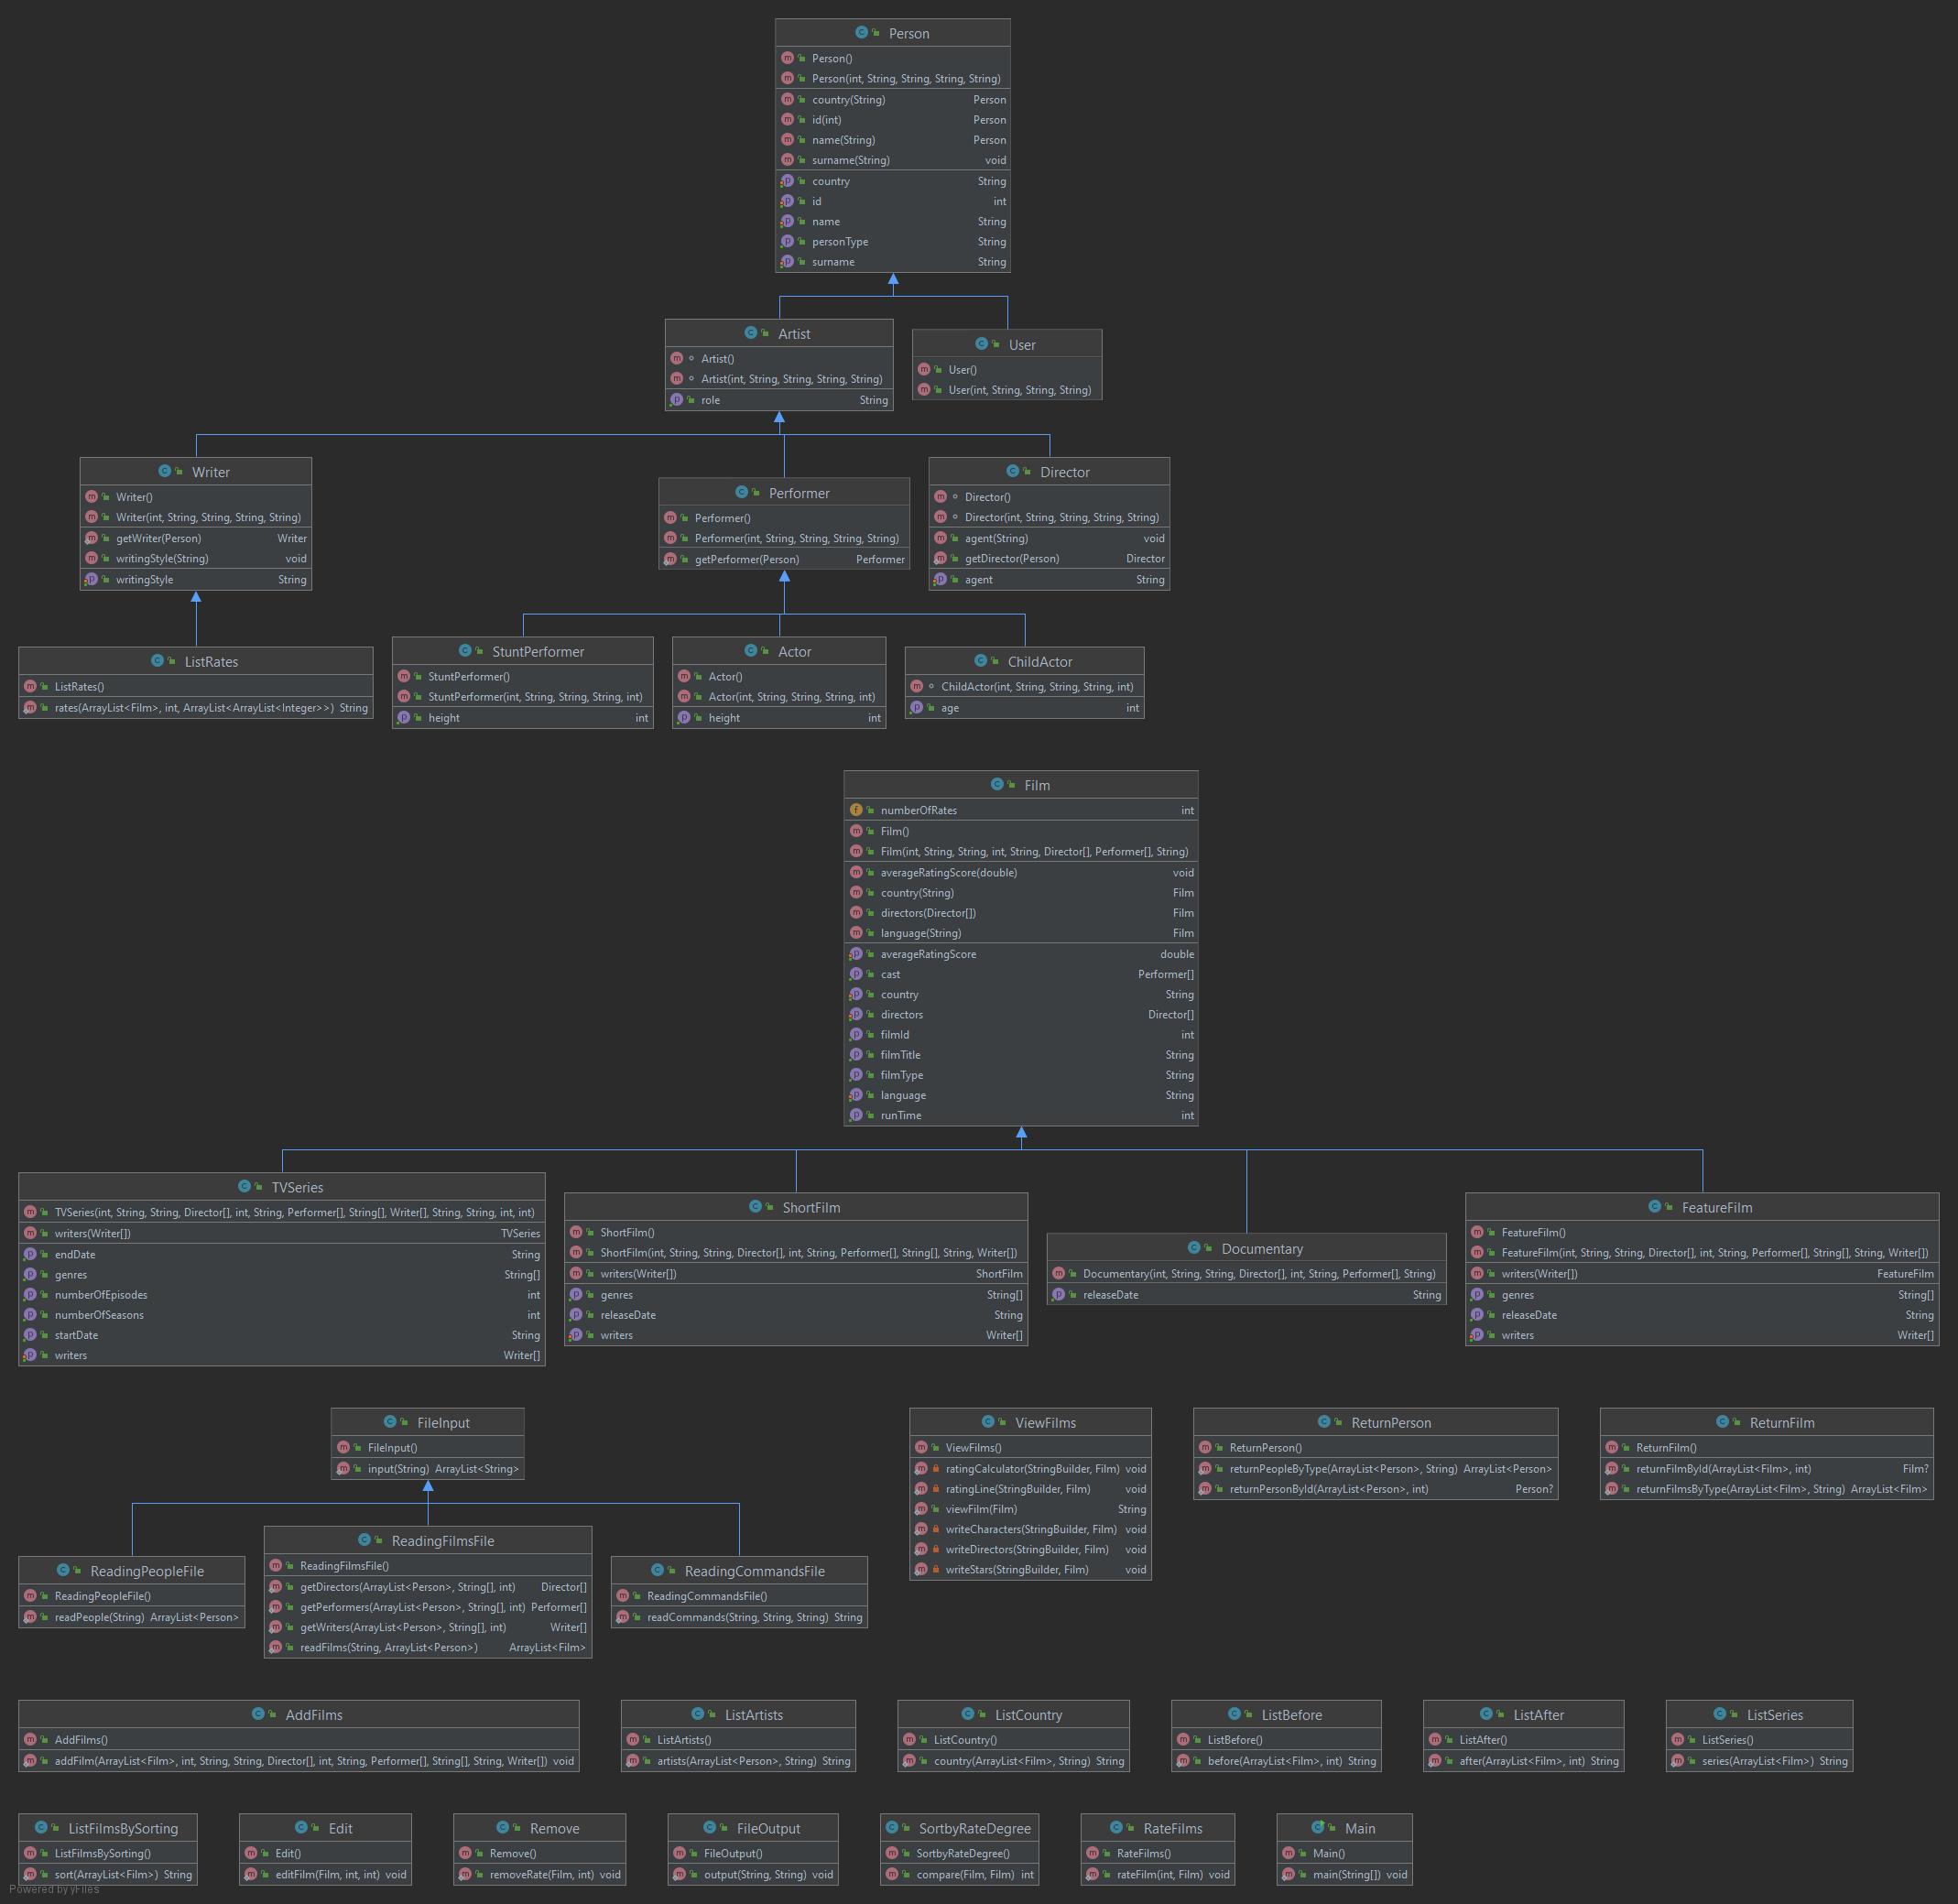 Person
Person()
Person(int, String, String, String, String)
country(String) Person
id(int) Person
name(String) Person
surname(String) void
country String
id int
name String
personType String
surname String
Artist
Artist()
Artist(int, String, String, String, String)
role String
User
User()
User(int, String, String, String)
Writer
Writer()
Writer(int, String, String, String, String)
getWriter(Person) Writer
writingStyle(String) void
writingStyle String
Performer
Performer()
Performer(int, String, String, String, String)
getPerformer(Person) Performer
Director
Director()
Director(int, String, String, String, String)
agent(String) void
getDirector(Person) Director
agent String
ListRates
ListRates()
rates(ArrayList<Film>, int, ArrayList<ArrayList<Integer>>) String
StuntPerformer
StuntPerformer()
StuntPerformer(int, String, String, String, int)
height int
Actor
Actor()
Actor(int, String, String, String, int)
height int
ChildActor
ChildActor(int, String, String, String, int)
age int
Film
numberOfRates int
Film()
Film(int, String, String, int, String, Director[], Performer[], String)
averageRatingScore(double) void
country(String) Film
directors(Director[]) Film
language(String) Film
averageRatingScore double
cast Performer[]
country String
directors Director[]
filmId int
filmTitle String
filmType String
language String
runTime int
TVSeries
TVSeries(int, String, String, Director[], int, String, Performer[], String[], Writer[], String, String, int, int)
writers(Writer[]) TVSeries
endDate String
genres String[]
numberOfEpisodes int
numberOfSeasons int
startDate String
writers Writer[]
ShortFilm
ShortFilm()
ShortFilm(int, String, String, Director[], int, String, Performer[], String[], String, Writer[])
writers(Writer[]) ShortFilm
genres String[]
releaseDate String
writers Writer[]
Documentary
Documentary(int, String, String, Director[], int, String, Performer[], String)
releaseDate String
FeatureFilm
FeatureFilm()
FeatureFilm(int, String, String, Director[], int, String, Performer[], String[], String, Writer[])
writers(Writer[]) FeatureFilm
genres String[]
releaseDate String
writers Writer[]
FileInput
FileInput()
input(String) ArrayList<String>
ReadingPeopleFile
ReadingPeopleFile()
readPeople(String) ArrayList<Person>
ReadingFilmsFile
ReadingFilmsFile()
getDirectors(ArrayList<Person>, String[], int) Director[]
getPerformers(ArrayList<Person>, String[], int) Performer[]
getWriters(ArrayList<Person>, String[], int) Writer[]
readFilms(String, ArrayList<Person>) ArrayList<Film>
ReadingCommandsFile
ReadingCommandsFile()
readCommands(String, String, String) String
ViewFilms
ViewFilms()
ratingCalculator(StringBuilder, Film) void
ratingLine(StringBuilder, Film) void
viewFilm(Film) String
writeCharacters(StringBuilder, Film) void
writeDirectors(StringBuilder, Film) void
writeStars(StringBuilder, Film) void
ReturnPerson
ReturnPerson()
returnPeopleByType(ArrayList<Person>, String) ArrayList<Person>
returnPersonById(ArrayList<Person>, int) Person?
ReturnFilm
ReturnFilm()
returnFilmById(ArrayList<Film>, int) Film?
returnFilmsByType(ArrayList<Film>, String) ArrayList<Film>
AddFilms
AddFilms()
addFilm(ArrayList<Film>, int, String, String, Director[], int, String, Performer[], String[], String, Writer[]) void
ListArtists
ListArtists()
artists(ArrayList<Person>, String) String
ListCountry
ListCountry()
country(ArrayList<Film>, String) String
ListBefore
ListBefore()
before(ArrayList<Film>, int) String
ListAfter
ListAfter()
after(ArrayList<Film>, int) String
ListSeries
ListSeries()
series(ArrayList<Film>) String
ListFilmsBySorting
ListFilmsBySorting()
sort(ArrayList<Film>) String
Edit
Edit()
editFilm(Film, int, int) void
Remove
Remove()
removeRate(Film, int) void
FileOutput
FileOutput()
output(String, String) void
SortbyRateDegree
SortbyRateDegree()
compare(Film, Film) int
RateFilms
RateFilms()
rateFilm(int, Film) void
Main
Main()
main(String[]) void
Powered by yFiles